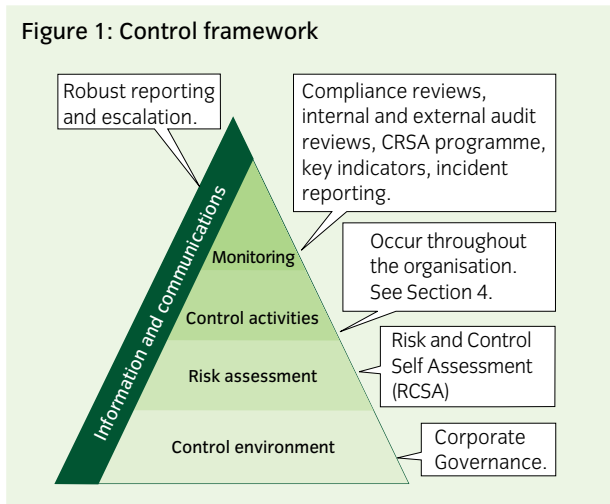 Figure 1: Control framework
Robust reporting
and escalation.
Compliance reviews,
internal and external audit
reviews, CRSA programme,
key indicators, incident
reporting.
Information and communications
Monitoring
Occur throughout
the organisation.
See Section 4.
Control activities
Risk and Control
Self Assessment
(RCSA)
Risk assessment
Corporate
Governance.
Control environment